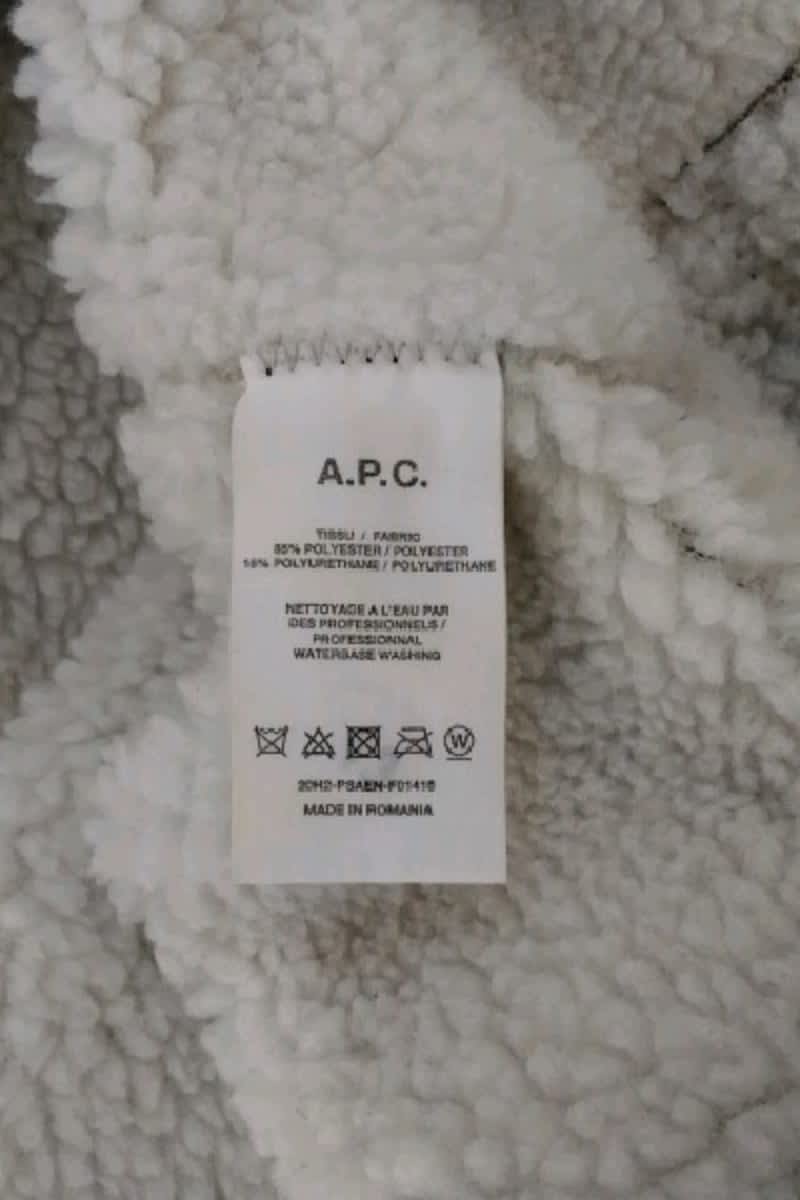 A.P.C.
TISSU / FABRIC
85% POLYESTER / POLYESTER
15% POLYURETHANE / POLYURETHANE
NETTOYAGE A L'EAU PAR
DES PROFESSIONNELS /
PROFESSIONNAL
WATERBASE WASHING
W
MADE IN ROMANIA